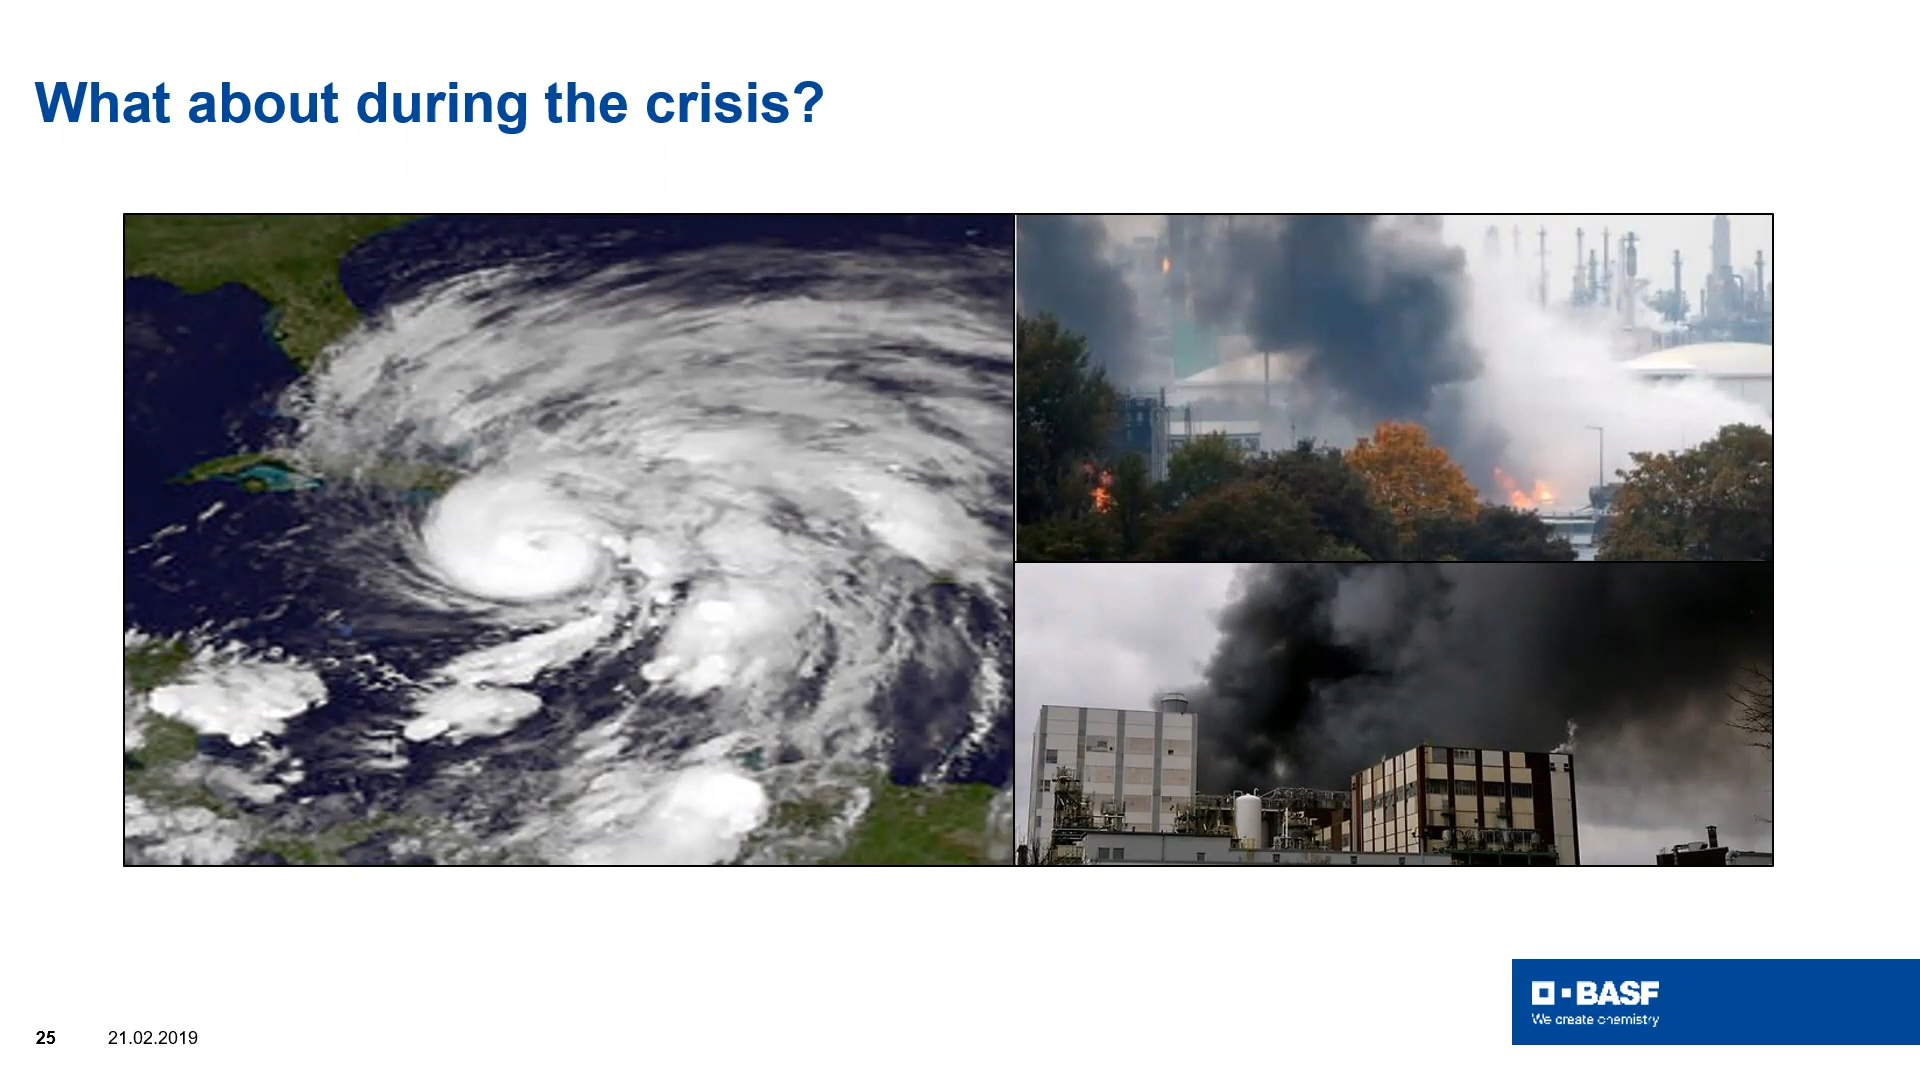 What about during the crisis?
BASF
We create chemistry
25
21.02.2019